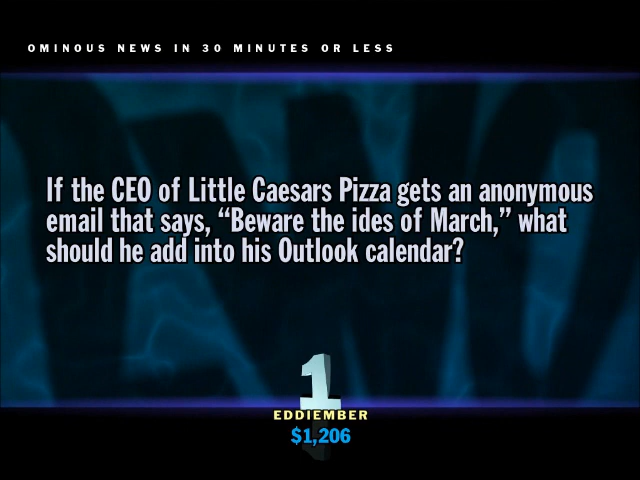 OMINOUS NEWS IN 30 MINUTES OR LESS
If the CEO of Little Caesars Pizza gets an anonymous
email that says, “Beware the ides of March,” what
should he add into his Outlook calendar?
1
EDDIEMBER
$1,206